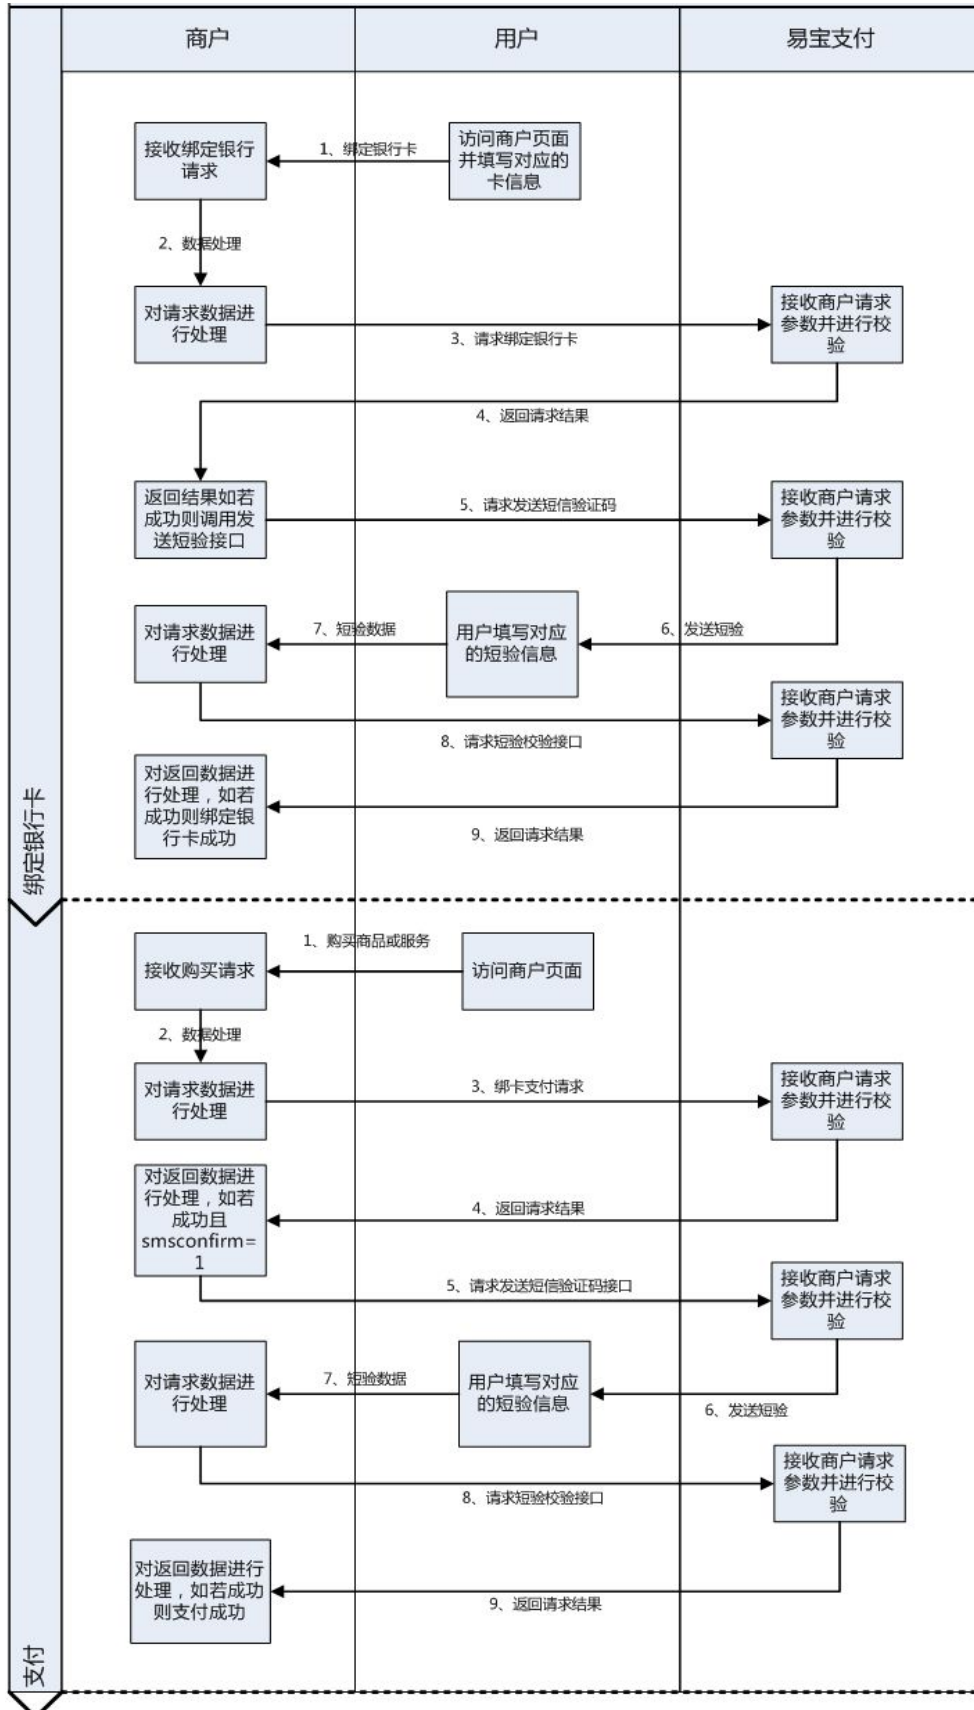 商户
用户
易宝支付
接收绑定银行
请求
1、绑定银行卡
访问商户页面
并填写对应的
卡信息
2、数据处理
对请求数据进
行处理
3、请求绑定银行卡
接收商户请求
参数并进行校
验
4、返回请求结果
返回结果如若
成功则调用发
送短验接口
5、请求发送短信验证码
接收商户请求
参数并进行校
验
对请求数据进
行处理
7、短验数据
用户填写对应
的短验信息
6、发送短验
8、请求短验校验接口
接收商户请求
参数并进行校
验
对返回数据进
行处理，如若
成功则绑定银
行卡成功
9、返回请求结果
绑定银行卡
接收购买请求
1、购买商品或服务
访问商户页面
2、数据处理
对请求数据进
行处理
3、绑卡支付请求
接收商户请求
参数并进行校
验
对返回数据进
行处理，如若
成功且
smsconfirm=
1
4、返回请求结果
5、请求发送短信验证码接口
接收商户请求
参数并进行校
验
对请求数据进
行处理
7、短验数据
用户填写对应
的短验信息
6、发送短验
8、请求短验校验接口
接收商户请求
参数并进行校
验
对返回数据进行
处理，如若成功
则支付成功
9、返回请求结果
支付